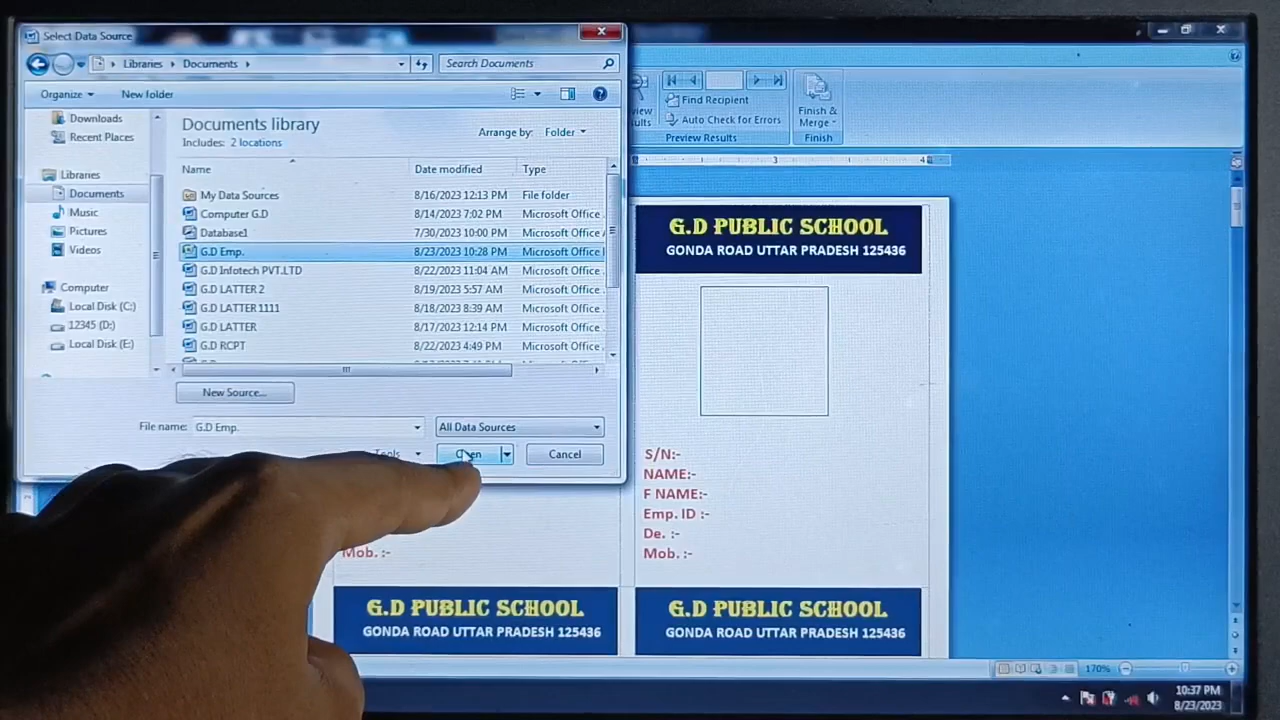 Select Data Source
Libraries
Documents
Search Documents
Organize
New folder
Downloads
Recent Places
Libraries
Documents
Music
Pictures
Videos
Computer
Local Disk (C:)
12345 (D:)
Local Disk (E:)
Documents library
Includes: 2 locations
Arrange by: Folder
Name Date modified Type
My Data Sources 8/16/2023 12:13 PM File folder
Computer G.D 8/14/2023 7:02 PM Microsoft Office
Database1 7/30/2023 10:00 PM Microsoft Office
G.D Emp. 8/23/2023 10:28 PM Microsoft Office
G.D Infotech PVT.LTD 8/22/2023 11:04 AM Microsoft Office
G.D LATTER 2 8/19/2023 5:57 AM Microsoft Office
G.D LATTER 1111 8/18/2023 8:39 AM Microsoft Office
G.D LATTER 8/17/2023 12:14 PM Microsoft Office
G.D RCPT 8/22/2023 4:49 PM Microsoft Office
New Source...
File name: G.D Emp.
All Data Sources
Tools
Open
Cancel
Find Recipient
Auto Check for Errors
Preview Results
Finish &
Merge
Finish
3
4
G.D PUBLIC SCHOOL
GONDA ROAD UTTAR PRADESH 125436
S/N:-
NAME:-
F NAME:-
Emp. ID :-
De. :-
Mob. :-
Mob. :-
G.D PUBLIC SCHOOL
GONDA ROAD UTTAR PRADESH 125436
G.D PUBLIC SCHOOL
GONDA ROAD UTTAR PRADESH 125436
170%
10:37 PM
8/23/2023